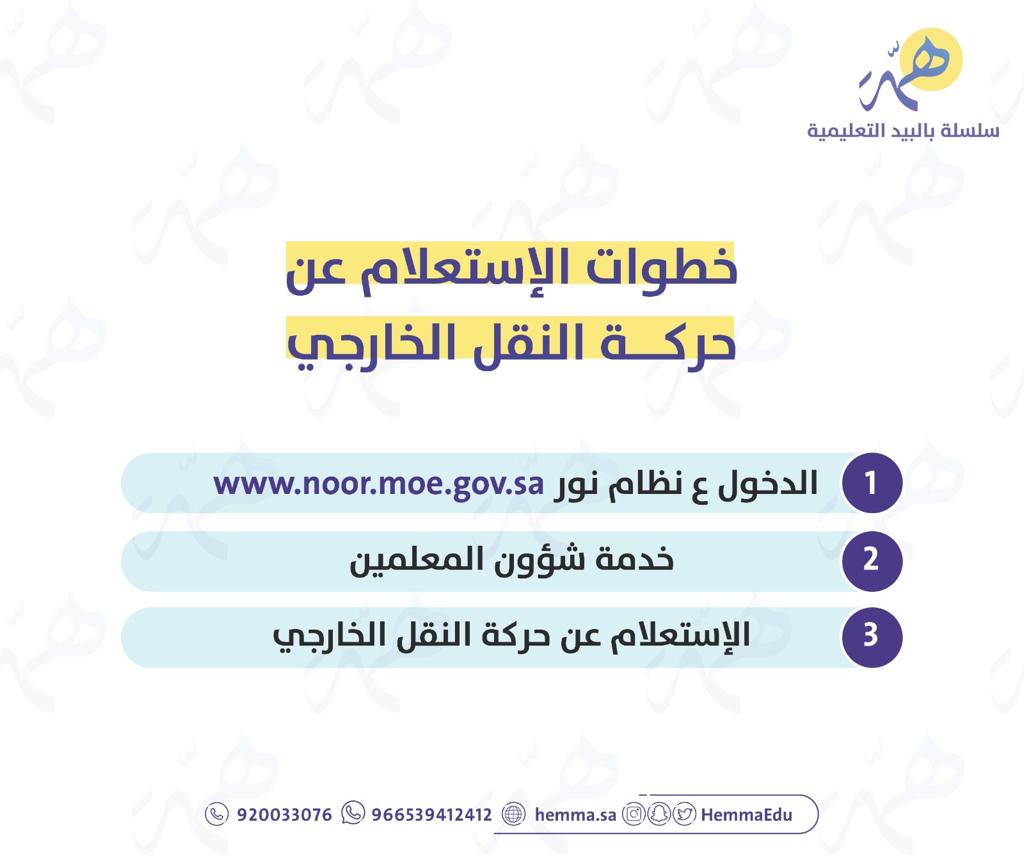 همّة
سلسلة بالبيد التعليمية
خطوات الإستعلام عن
حركــة النقل الخارجي
1 الدخول ع نظام نور www.noor.moe.gov.sa
2 خدمة شؤون المعلمين
3 الإستعلام عن حركة النقل الخارجي
920033076 966539412412 hemma.sa HemmaEdu